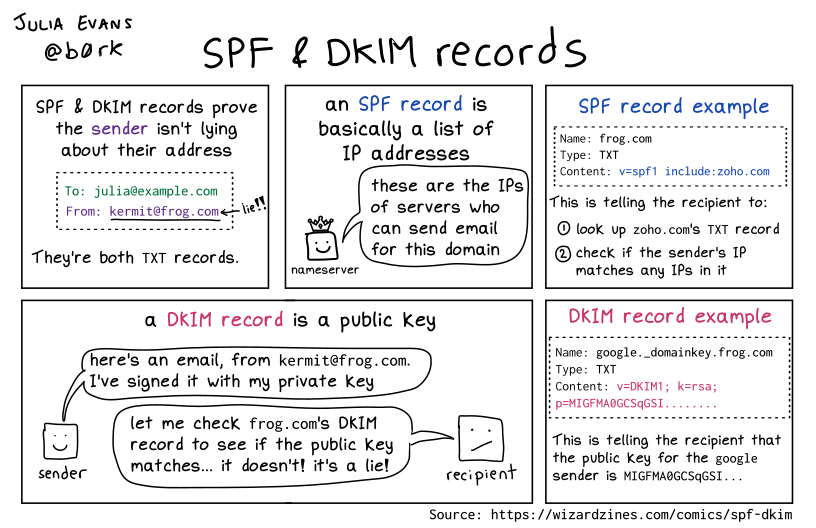 JULIA EVANS
@b0rk
SPF & DKIM records
SPF & DKIM records prove
the sender isn't lying
about their address
To: julia@example.com
From: kermit@frog.com
lie!!
They're both TXT records.
an SPF record is
basically a list of
IP addresses
these are the IPs
of servers who
can send email
for this domain
nameserver
SPF record example
Name: frog.com
Type: TXT
Content: v=spf1 include:zoho.com
This is telling the recipient to:
① look up zoho.com's TXT record
② check if the sender's IP
matches any IPs in it
a DKIM record is a public key
here's an email, from kermit@frog.com.
I've signed it with my private key
let me check frog.com's DKIM
record to see if the public key
matches... it doesn't! it's a lie!
sender
recipient
DKIM record example
Name: google._domainkey.frog.com
Type: TXT
Content: v=DKIM1; k=rsa;
p=MIGFMA0GCSqGSI........
This is telling the recipient that
the public key for the google
sender is MIGFMA0GCSqGSI...
Source: https://wizardzines.com/comics/spf-dkim